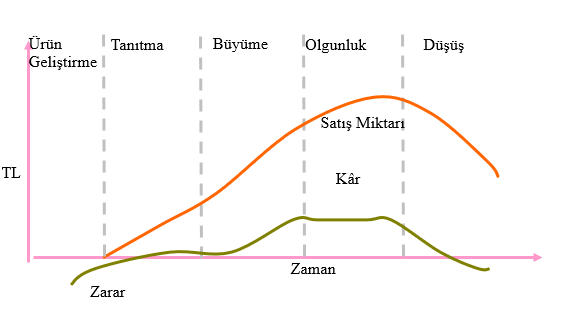 Ürün
Geliştirme
Tanıtma
Büyüme
Olgunluk
Düşüş
Satış Miktarı
TL
Kâr
Zaman
Zarar